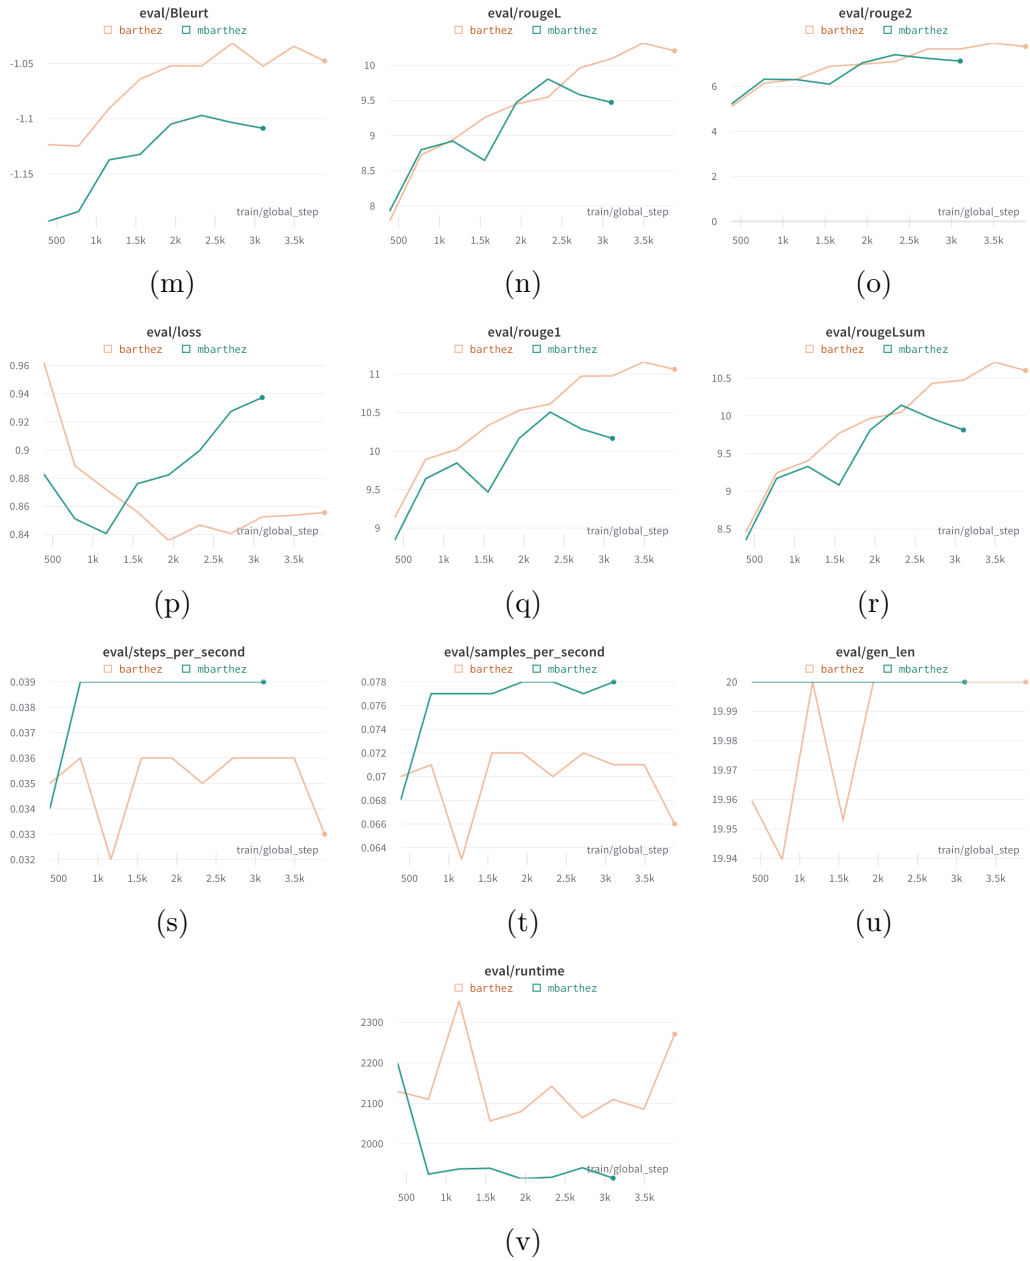 eval/Bleurt
barthez mbarthez
-1.05
-1.1
-1.15
train/global_step
500 1k 1.5k 2k 2.5k 3k 3.5k
(m)
eval/rougeL
barthez mbarthez
10
9.5
9
8.5
8
train/global_step
500 1k 1.5k 2k 2.5k 3k 3.5k
(n)
eval/rouge2
barthez mbarthez
6
4
2
0
train/global_step
500 1k 1.5k 2k 2.5k 3k 3.5k
(o)
eval/loss
barthez mbarthez
0.96
0.94
0.92
0.9
0.88
0.86
0.84
train/global_step
500 1k 1.5k 2k 2.5k 3k 3.5k
(p)
eval/rouge1
barthez mbarthez
11
10.5
10
9.5
9
train/global_step
500 1k 1.5k 2k 2.5k 3k 3.5k
(q)
eval/rougeLsum
barthez mbarthez
10.5
10
9.5
9
8.5
train/global_step
500 1k 1.5k 2k 2.5k 3k 3.5k
(r)
eval/steps_per_second
barthez mbarthez
0.039
0.038
0.037
0.036
0.035
0.034
0.033
0.032
train/global_step
500 1k 1.5k 2k 2.5k 3k 3.5k
(s)
eval/samples_per_second
barthez mbarthez
0.078
0.076
0.074
0.072
0.07
0.068
0.066
0.064
train/global_step
500 1k 1.5k 2k 2.5k 3k 3.5k
(t)
eval/gen_len
barthez mbarthez
20
19.99
19.98
19.97
19.96
19.95
19.94
train/global_step
500 1k 1.5k 2k 2.5k 3k 3.5k
(u)
eval/runtime
barthez mbarthez
2300
2200
2100
2000
train/global_step
500 1k 1.5k 2k 2.5k 3k 3.5k
(v)